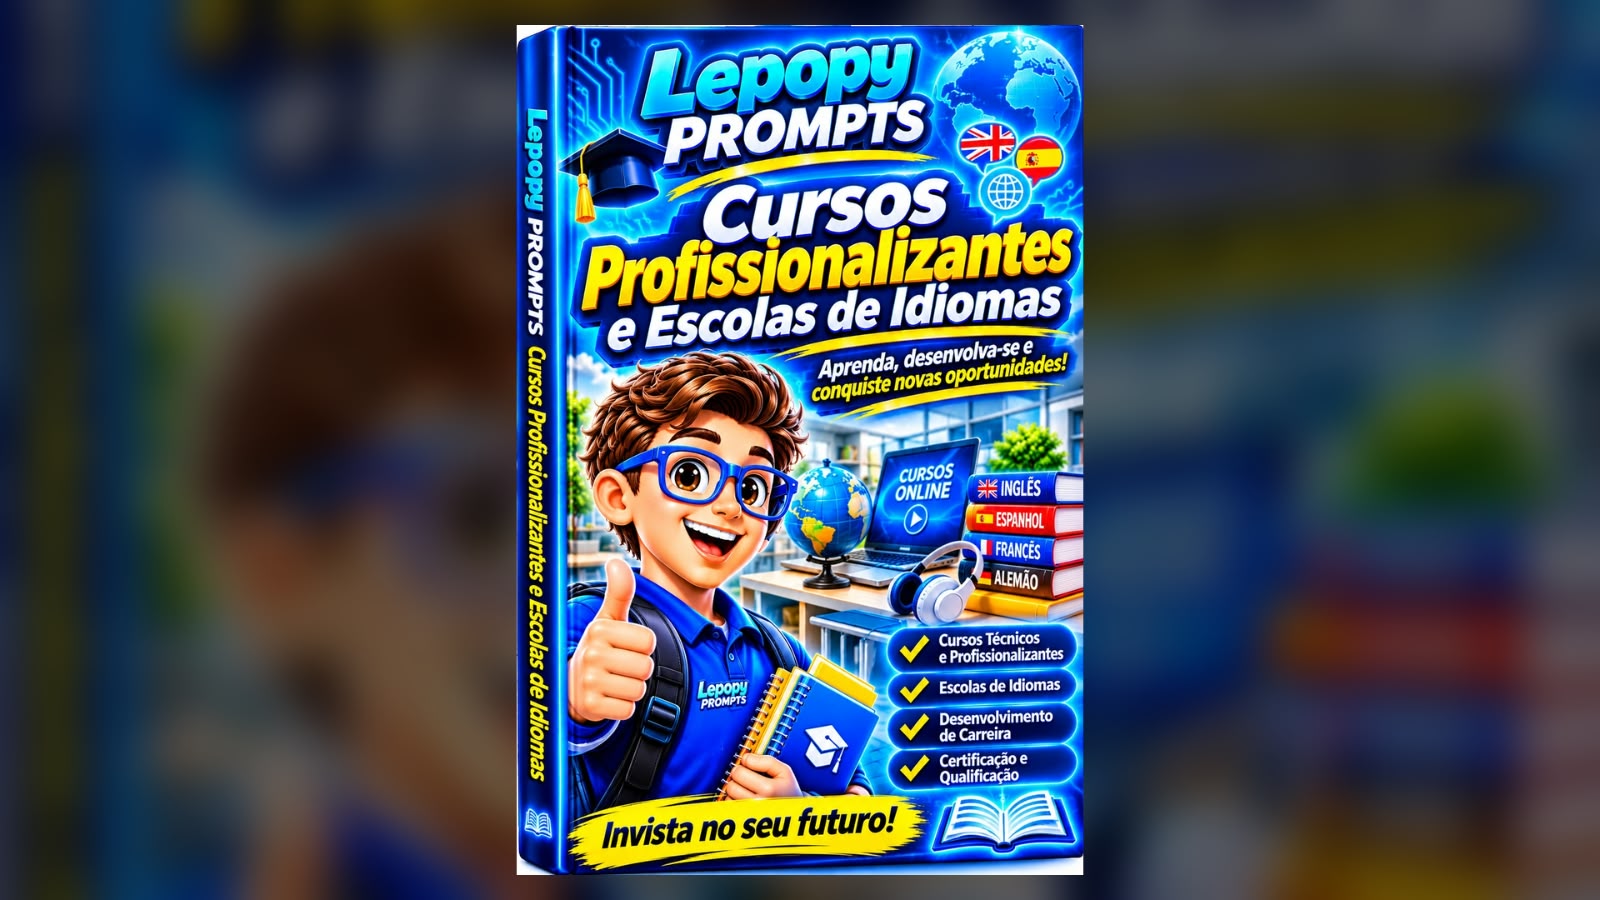 Lepopy
PROMPTS
Cursos
Profissionalizantes
e Escolas de Idiomas
Aprenda, desenvolva-se e
conquiste novas oportunidades!
CURSOS
ONLINE
INGLÊS
ESPANHOL
FRANCÊS
ALEMÃO
Lepopy
PROMPTS
Cursos Técnicos
e Profissionalizantes
Escolas de Idiomas
Desenvolvimento
de Carreira
Certificação e
Qualificação
Invista no seu futuro!
Lepopy PROMPTS Cursos Profissionalizantes e Escolas de Idiomas